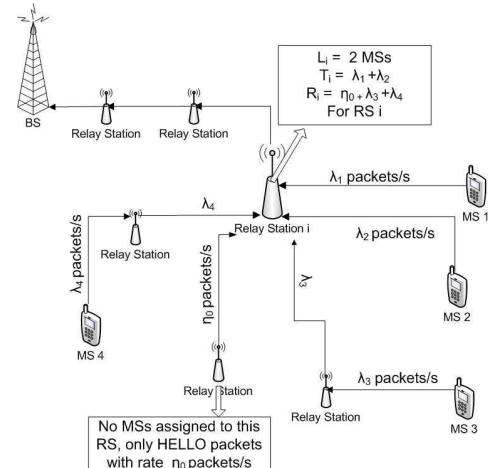 Lᵢ = 2 MSs
Tᵢ = λ₁ +λ₂
Rᵢ = η₀ + λ₃ +λ₄
For RS i
BS
Relay Station
Relay Station
λ₁ packets/s
MS 1
λ₄
Relay Station i
λ₂ packets/s
λ₄ packets/s
Relay Station
η₀ packets/s
λ₃
MS 2
MS 4
Relay Station
λ₃ packets/s
Relay Station
MS 3
No MSs assigned to this
RS, only HELLO packets
with rate η₀ packets/s